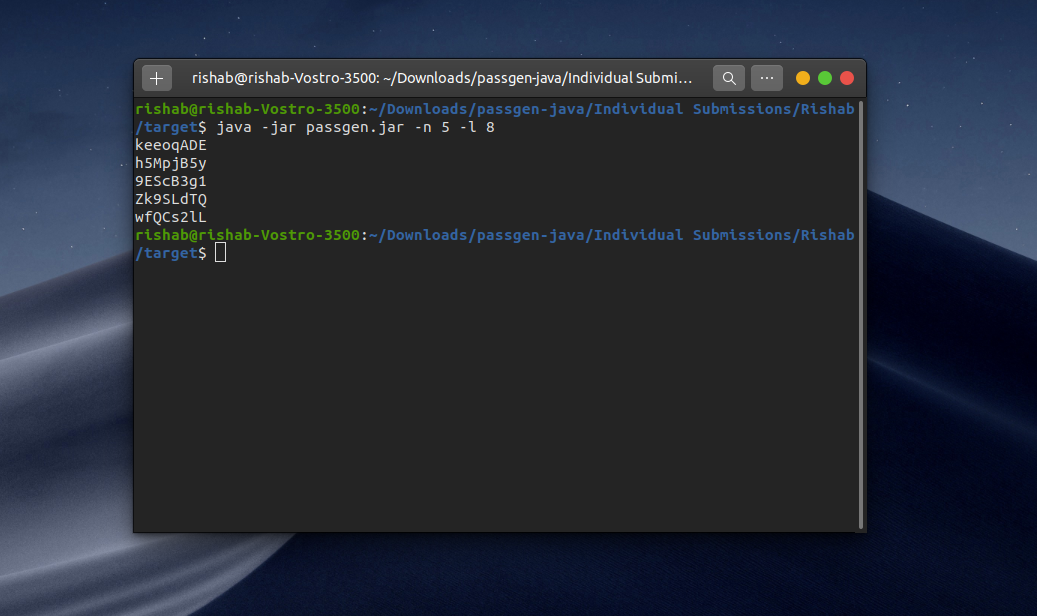 rishab@rishab-Vostro-3500: ~/Downloads/passgen-java/Individual Submi...
rishab@rishab-Vostro-3500:~/Downloads/passgen-java/Individual Submissions/Rishab
/target$ java -jar passgen.jar -n 5 -l 8
keeoqADE
h5MpjB5y
9EScB3g1
Zk9SLdTQ
wfQCs2lL
rishab@rishab-Vostro-3500:~/Downloads/passgen-java/Individual Submissions/Rishab
/target$